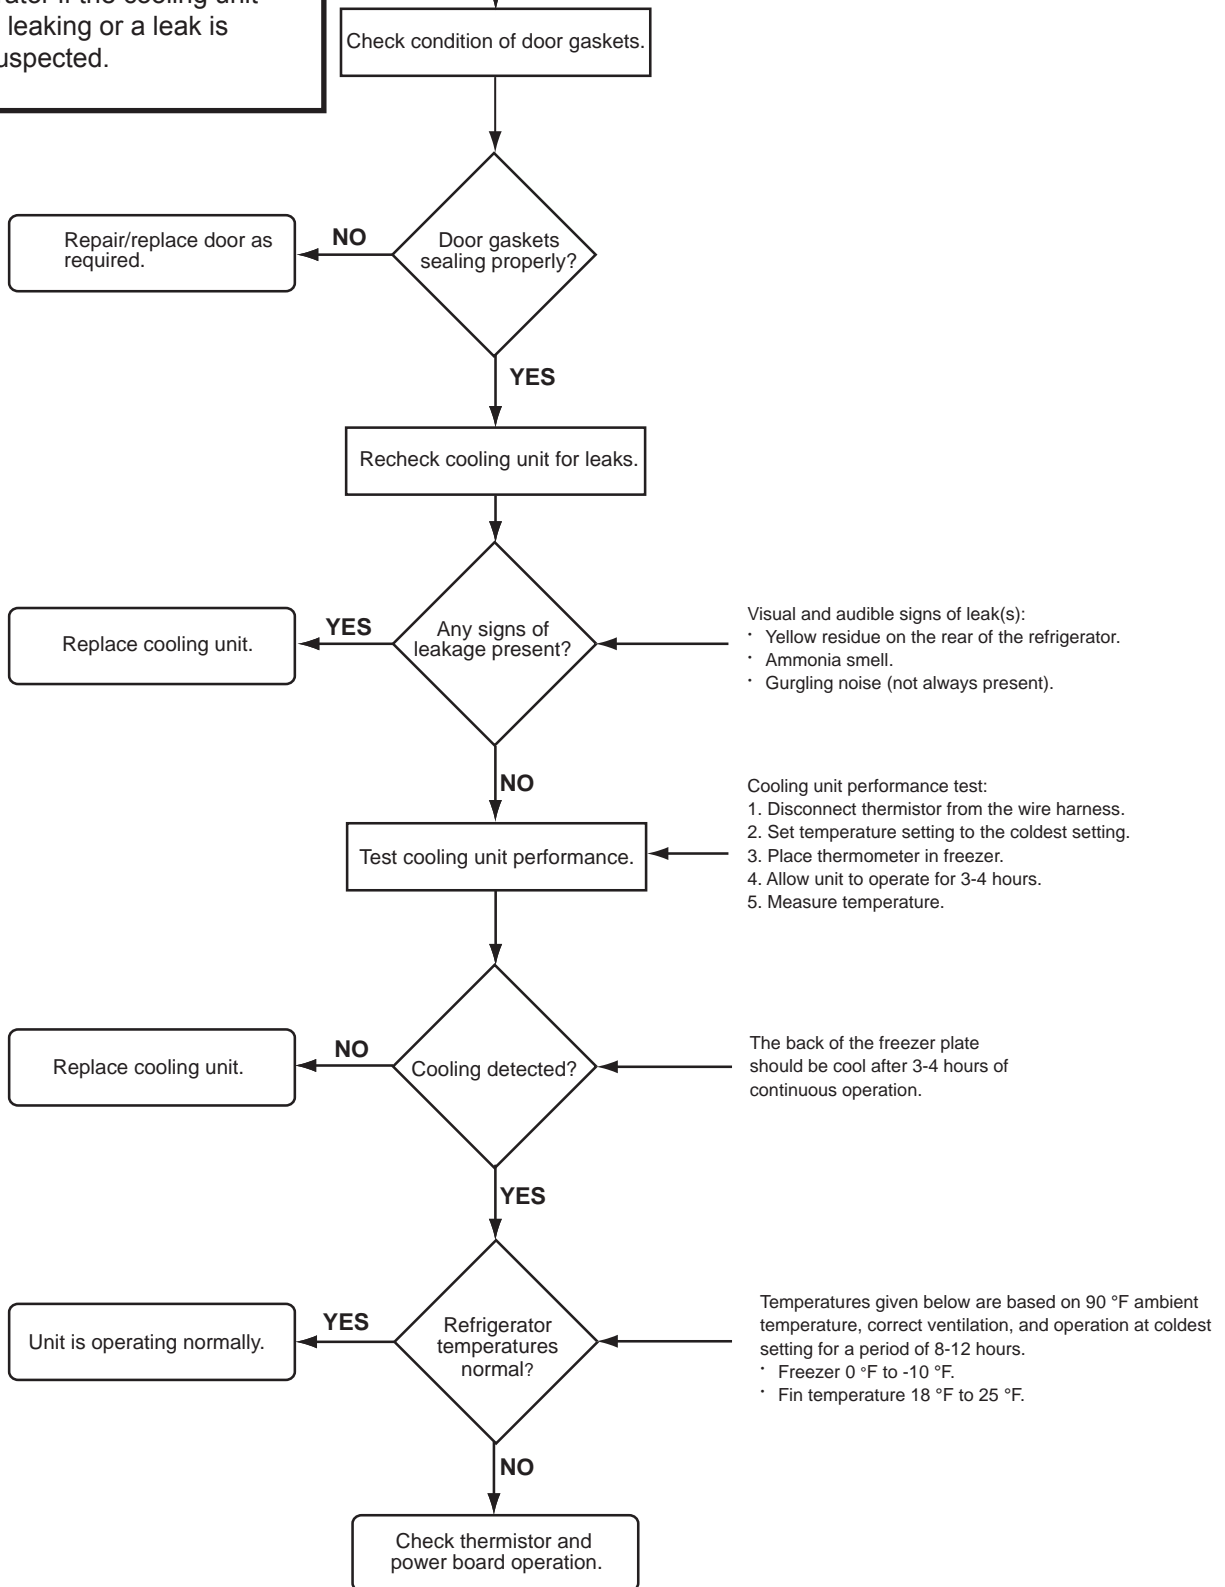 if the cooling unit
leaking or a leak is
Check condition of door gaskets.
Door gaskets
sealing properly?
NO
Repair/replace door as
required.
YES
Recheck cooling unit for leaks.
Any signs of
leakage present?
YES
Replace cooling unit.
Visual and audible signs of leak(s):
· Yellow residue on the rear of the refrigerator.
· Ammonia smell.
· Gurgling noise (not always present).
NO
Test cooling unit performance.
Cooling unit performance test:
1. Disconnect thermistor from the wire harness.
2. Set temperature setting to the coldest setting.
3. Place thermometer in freezer.
4. Allow unit to operate for 3-4 hours.
5. Measure temperature.
Cooling detected?
NO
Replace cooling unit.
The back of the freezer plate
should be cool after 3-4 hours of
continuous operation.
YES
Refrigerator
temperatures
normal?
YES
Unit is operating normally.
Temperatures given below are based on 90 °F ambient
temperature, correct ventilation, and operation at coldest
setting for a period of 8-12 hours.
· Freezer 0 °F to -10 °F.
· Fin temperature 18 °F to 25 °F.
NO
Check thermistor and
power board operation.